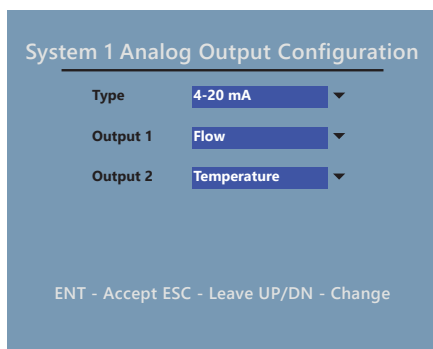 System 1 Analog Output Configuration
Type 4-20 mA
Output 1 Flow
Output 2 Temperature
ENT - Accept ESC - Leave UP/DN - Change